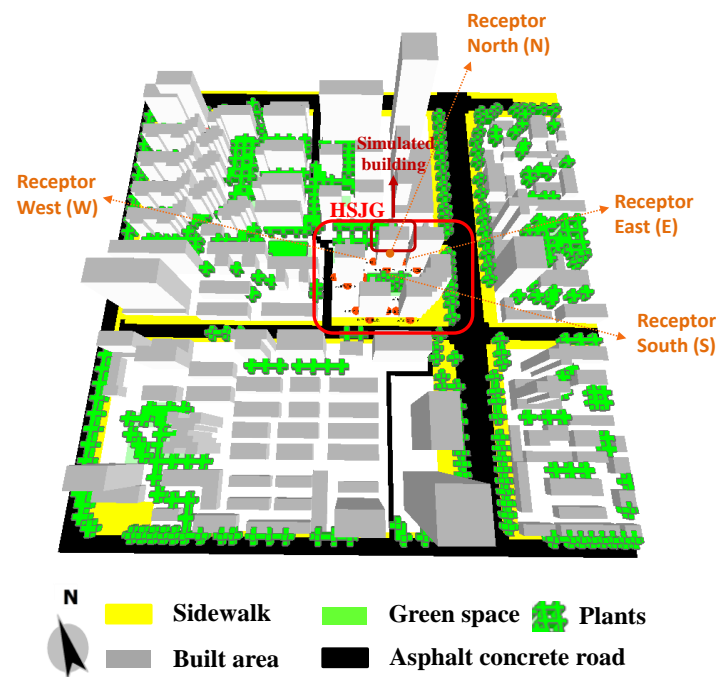 Receptor
North (N)
Simulated
building
Receptor
West (W)
HSJG
Receptor
East (E)
Receptor
South (S)
N
Sidewalk
Green space
Plants
Built area
Asphalt concrete road